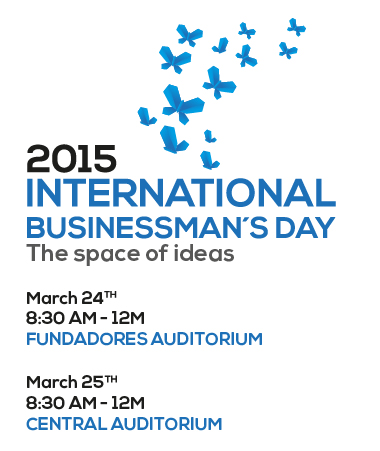 2015
INTERNATIONAL
BUSINESSMAN´S DAY
The space of ideas
March 24TH
8:30 AM - 12M
FUNDADORES AUDITORIUM
March 25TH
8:30 AM - 12M
CENTRAL AUDITORIUM